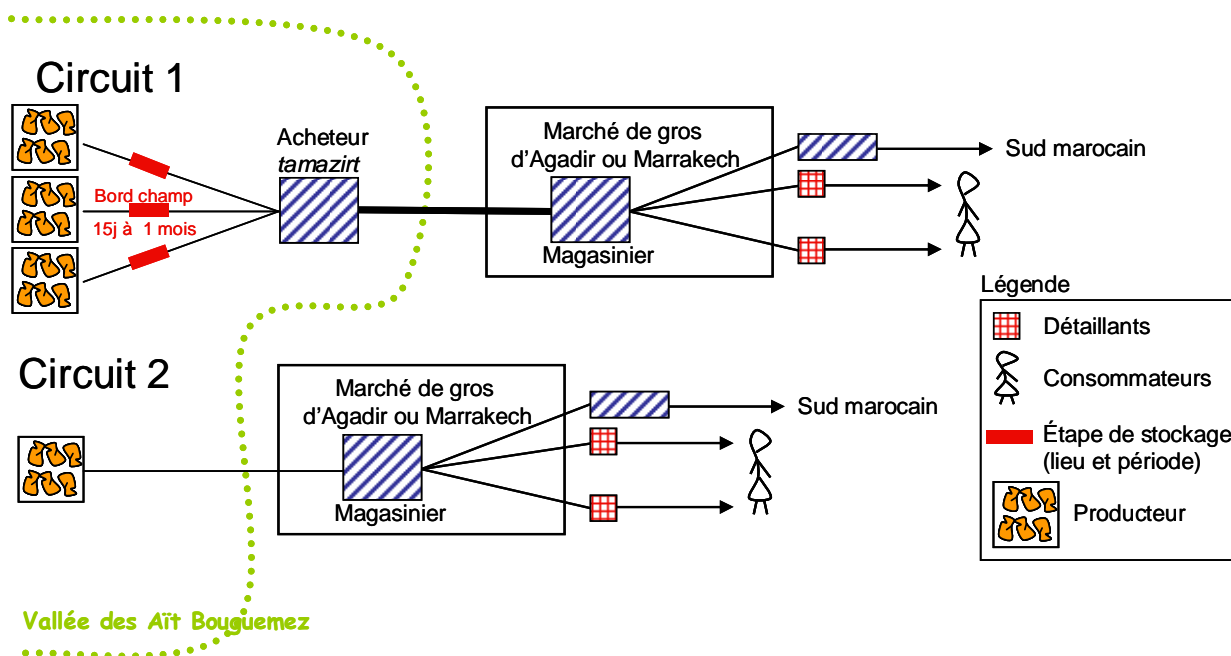 Circuit 1
Acheteur
tamazirt
Bord champ
15j à 1 mois
Marché de gros
d'Agadir ou Marrakech
Magasinier
Sud marocain
Légende
Détaillants
Consommateurs
Étape de stockage
(lieu et période)
Producteur
Circuit 2
Marché de gros
d'Agadir ou Marrakech
Magasinier
Sud marocain
Vallée des Aït Bouguemez